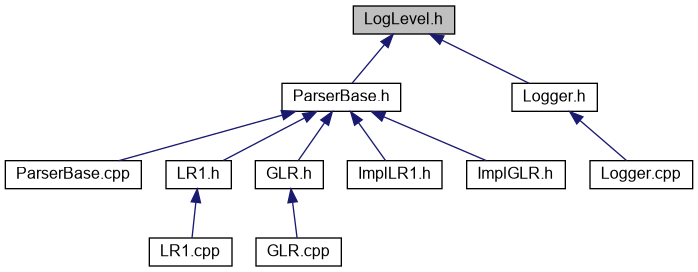 LogLevel.h
ParserBase.h
Logger.h
ParserBase.cpp
LR1.h
GLR.h
ImplLR1.h
ImplGLR.h
Logger.cpp
LR1.cpp
GLR.cpp